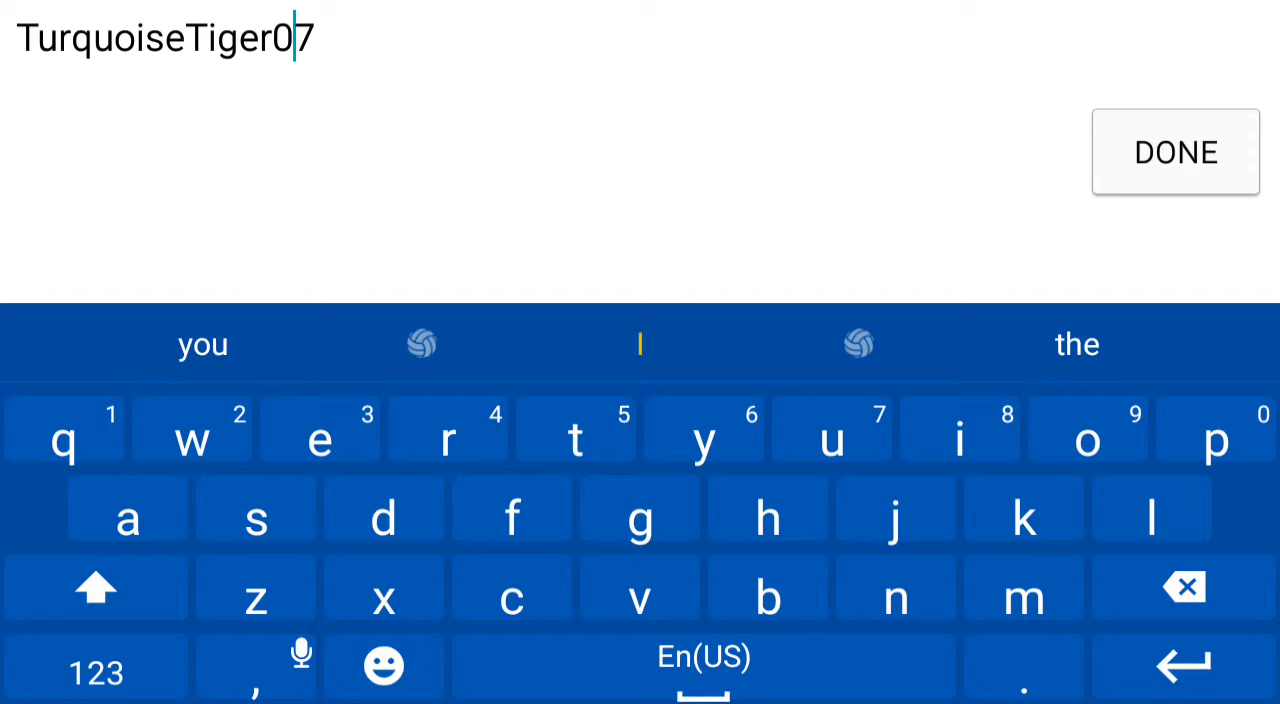 TurquoiseTiger07
DONE
you the
1 2 3 4 5 6 7 8 9 0
q w e r t y u i o p
a s d f g h j k l
z x c v b n m
123 , En(US) .